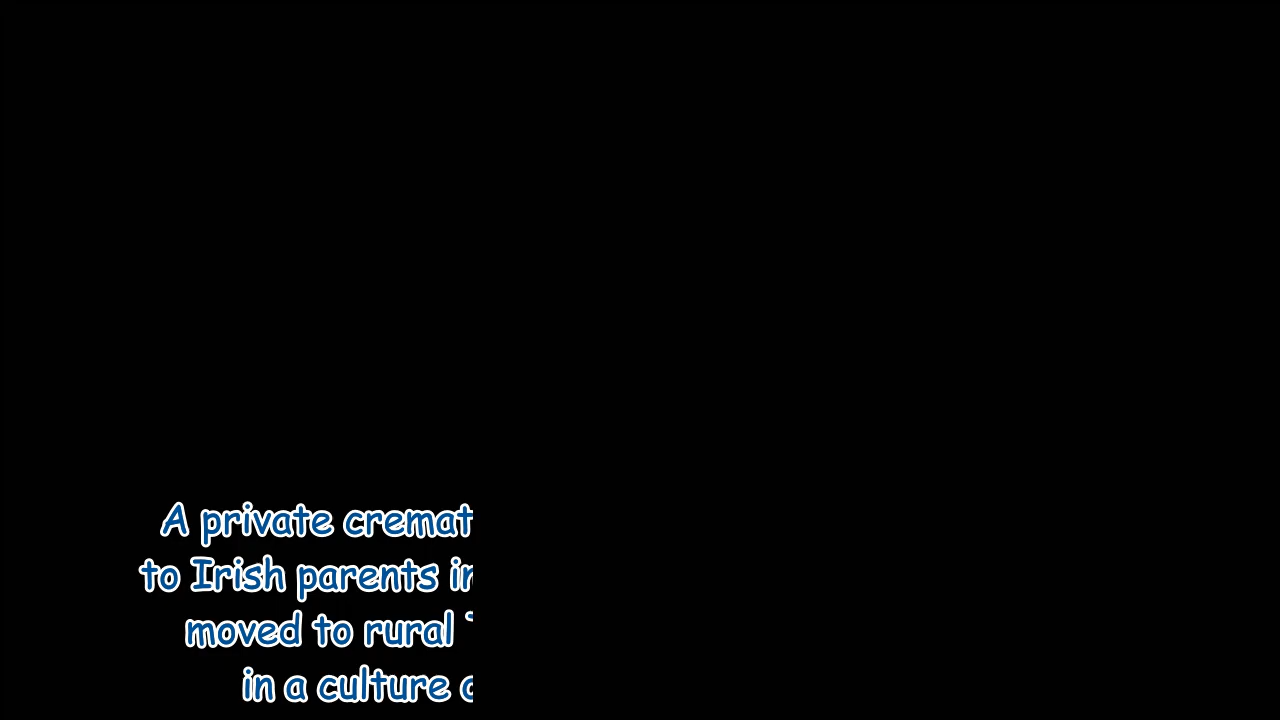 A private cremat
to Irish parents in
moved to rural
in a culture